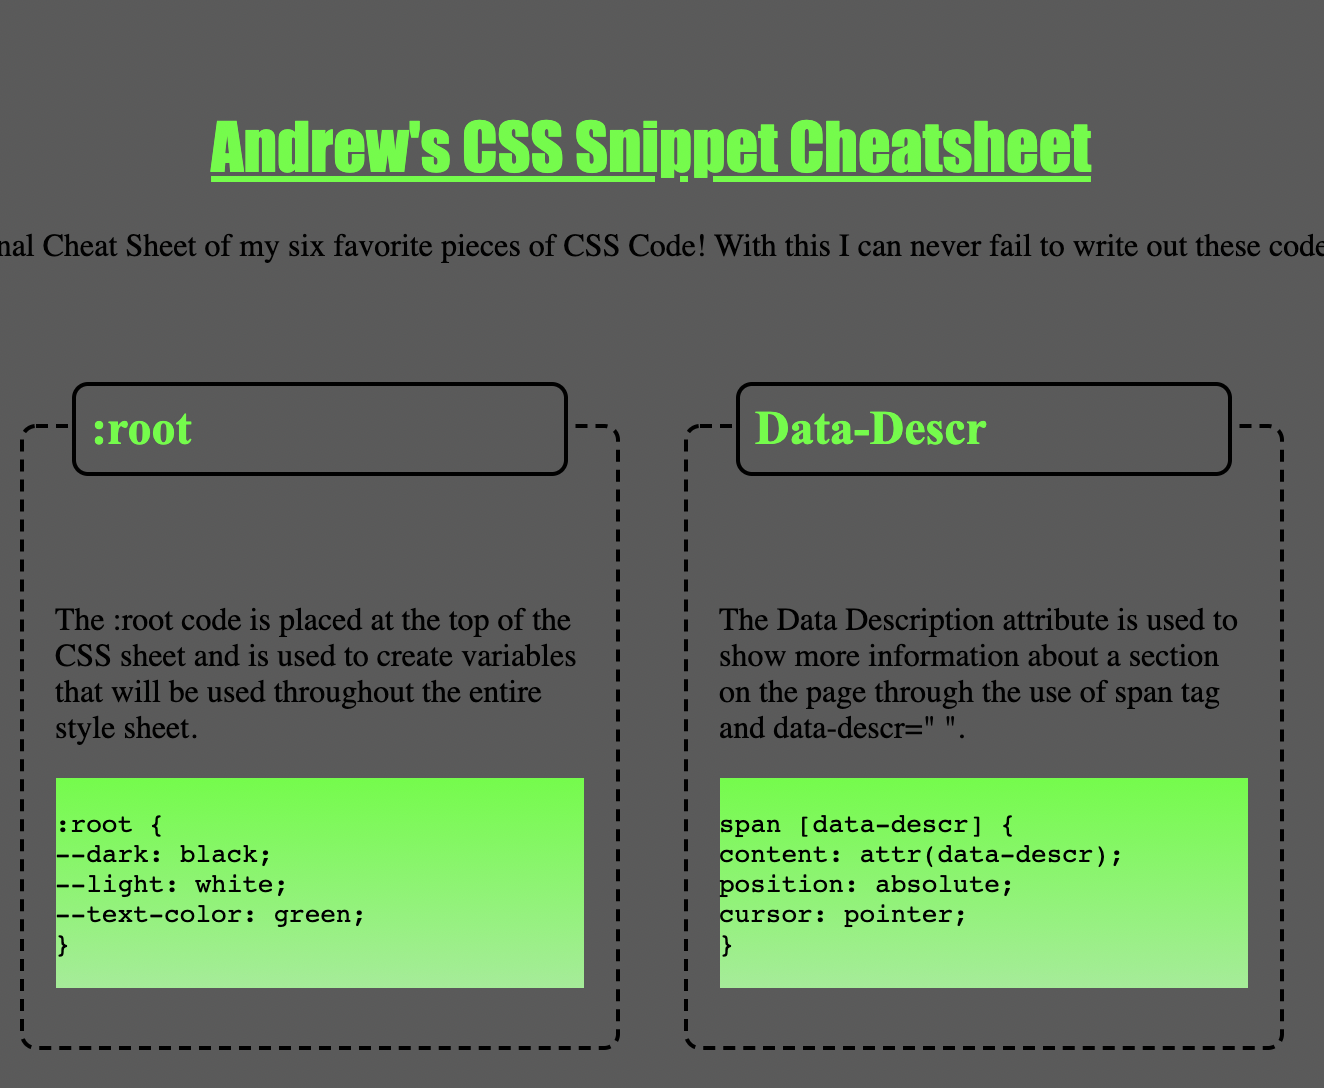 Andrew's CSS Snippet Cheatsheet
nal Cheat Sheet of my six favorite pieces of CSS Code! With this I can never fail to write out these code
:root
The :root code is placed at the top of the
CSS sheet and is used to create variables
that will be used throughout the entire
style sheet.
:root {
--dark: black;
--light: white;
--text-color: green;
}
Data-Descr
The Data Description attribute is used to
show more information about a section
on the page through the use of span tag
and data-descr=" ".
span [data-descr] {
content: attr(data-descr);
position: absolute;
cursor: pointer;
}